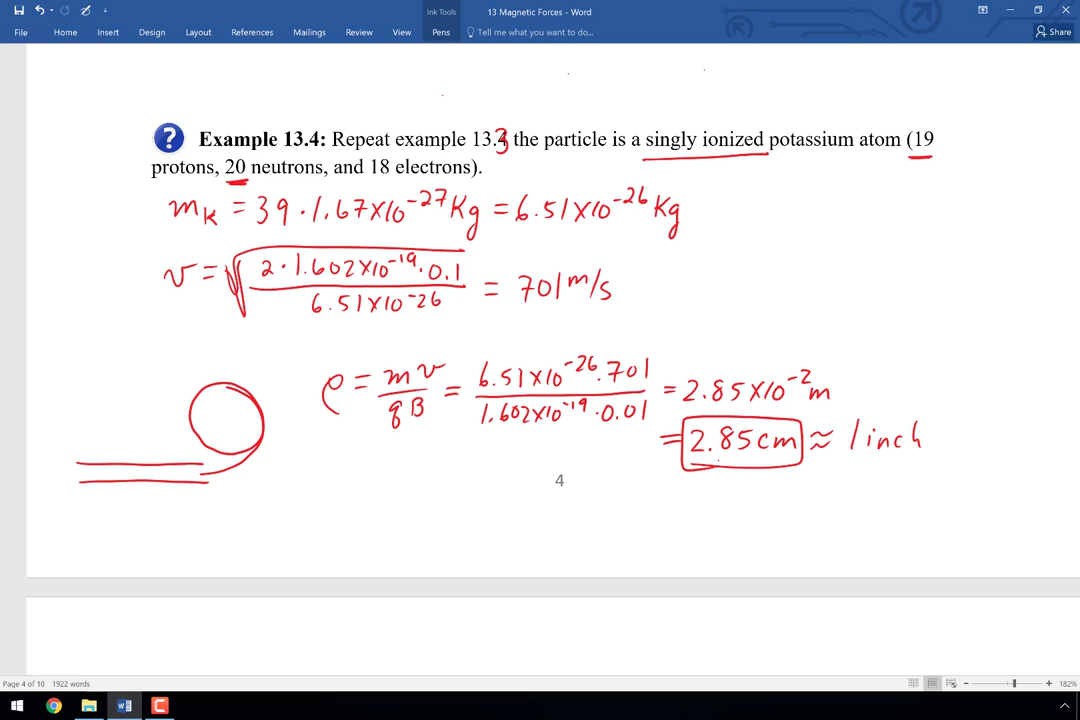 Ink Tools
13 Magnetic Forces - Word
File Home Insert Design Layout References Mailings Review View Pens Tell me what you want to do... Share
? Example 13.4: Repeat example 13.3 the particle is a singly ionized potassium atom (19
protons, 20 neutrons, and 18 electrons).
m_K = 39 · 1.67×10^-27 Kg = 6.51×10^-26 Kg
v = √(2 · 1.602×10^-19 · 0.1 / 6.51×10^-26) = 701 m/s
ρ = mv / qB = 6.51×10^-26 · 701 / 1.602×10^-19 · 0.01 = 2.85×10^-2 m
= 2.85 cm ≈ 1 inch
4
Page 4 of 10 1922 words 182%